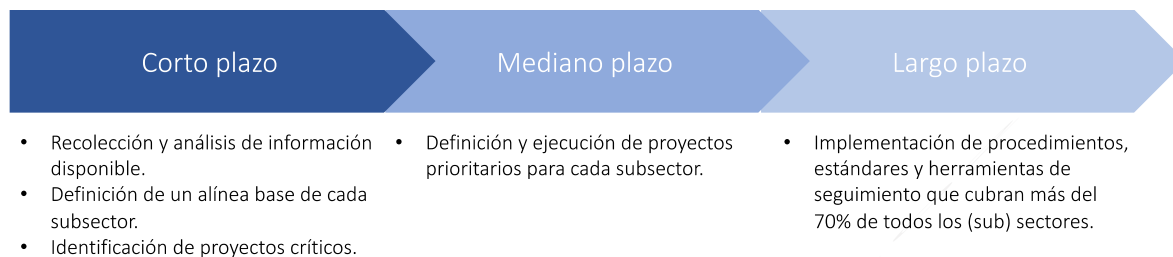 Corto plazo
Mediano plazo
Largo plazo
• Recolección y análisis de información
disponible.
• Definición de un alínea base de cada
subsector.
• Identificación de proyectos críticos.
• Definición y ejecución de proyectos
prioritarios para cada subsector.
• Implementación de procedimientos,
estándares y herramientas de
seguimiento que cubran más del
70% de todos los (sub) sectores.